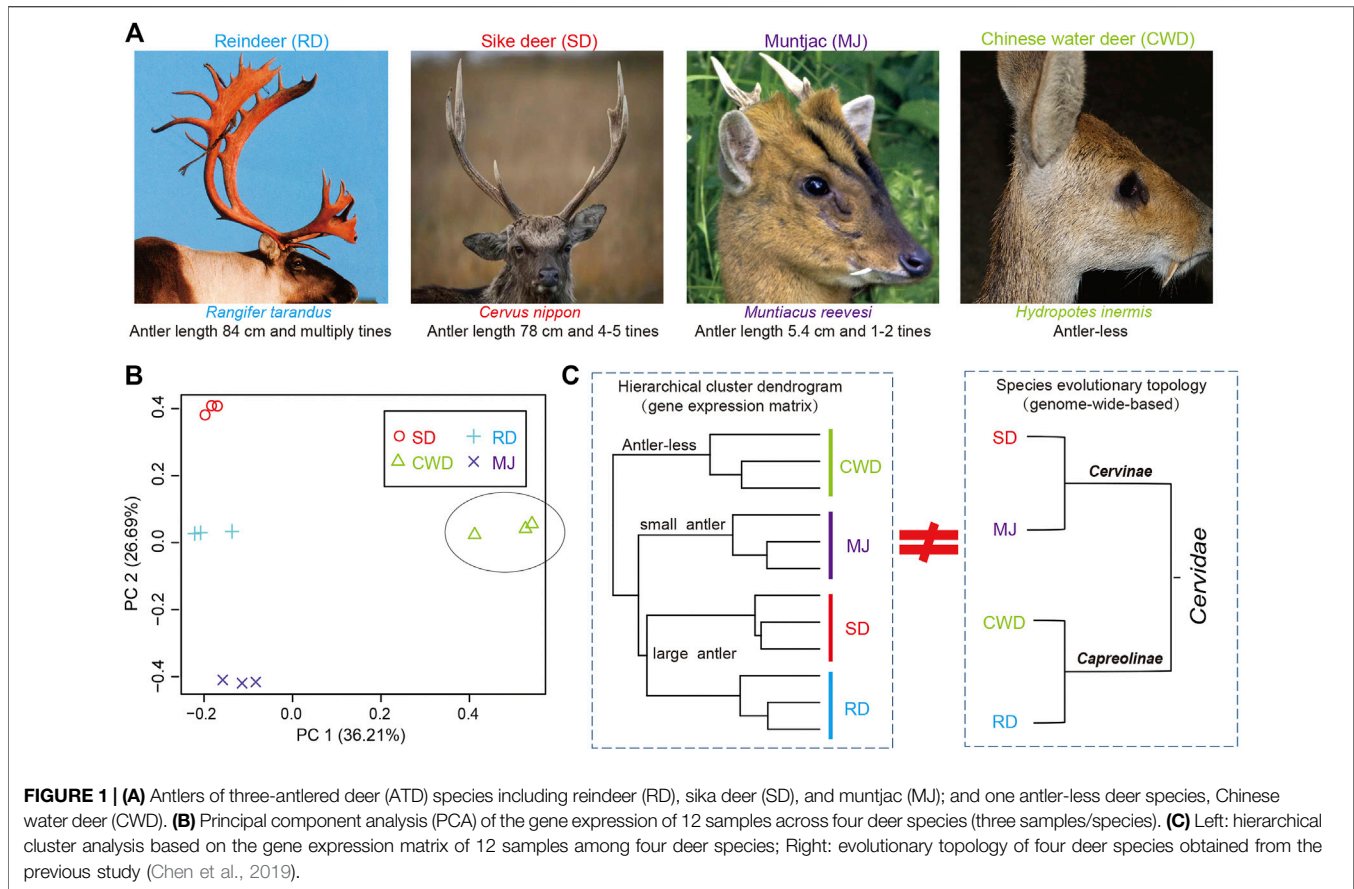 A
Reindeer (RD)
Sike deer (SD)
Muntjac (MJ)
Chinese water deer (CWD)
Rangifer tarandus
Cervus nippon
Muntiacus reevesi
Hydropotes inermis
Antler length 84 cm and multiply tines
Antler length 78 cm and 4-5 tines
Antler length 5.4 cm and 1-2 tines
Antler-less
B
PC 2 (26.69%)
0.4
0.2
0.0
−0.2
−0.4
SD
RD
CWD
MJ
−0.2
0.0
0.2
0.4
PC 1 (36.21%)
C
Hierarchical cluster dendrogram
(gene expression matrix)
Antler-less
CWD
small antler
MJ
SD
large antler
RD
≠
Species evolutionary topology
(genome-wide-based)
SD
Cervinae
MJ
Cervidae
CWD
Capreolinae
RD
FIGURE 1 | (A) Antlers of three-antlered deer (ATD) species including reindeer (RD), sika deer (SD), and muntjac (MJ); and one antler-less deer species, Chinese
water deer (CWD). (B) Principal component analysis (PCA) of the gene expression of 12 samples across four deer species (three samples/species). (C) Left: hierarchical
cluster analysis based on the gene expression matrix of 12 samples among four deer species; Right: evolutionary topology of four deer species obtained from the
previous study (Chen et al., 2019).